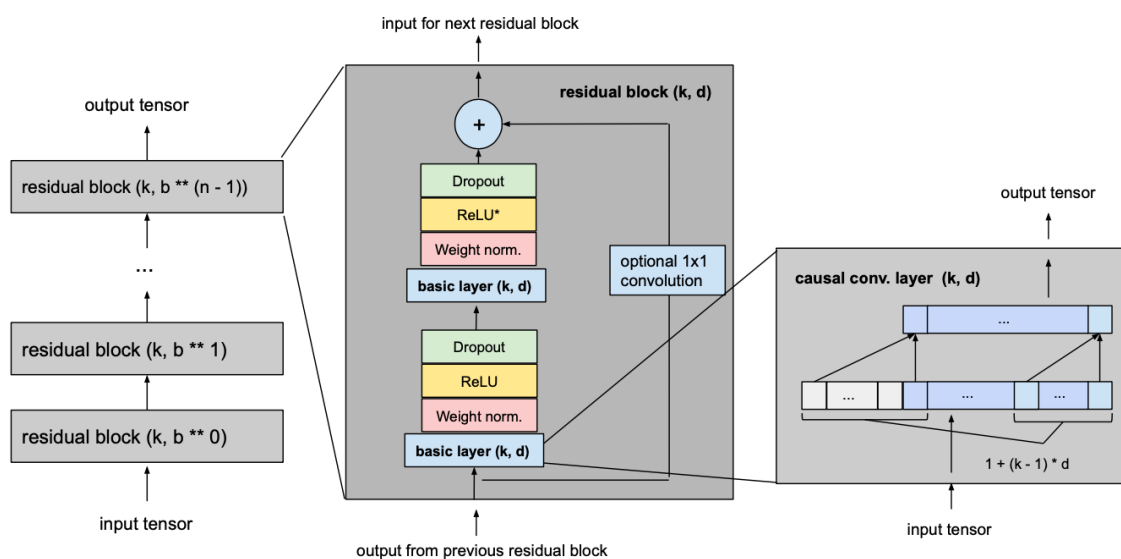 output tensor
residual block (k, b ** (n - 1))
...
residual block (k, b ** 1)
residual block (k, b ** 0)
input tensor
input for next residual block
residual block (k, d)
+
Dropout
ReLU*
Weight norm.
basic layer (k, d)
optional 1x1
convolution
Dropout
ReLU
Weight norm.
basic layer (k, d)
output from previous residual block
output tensor
causal conv. layer (k, d)
...
... ... ...
1 + (k - 1) * d
input tensor